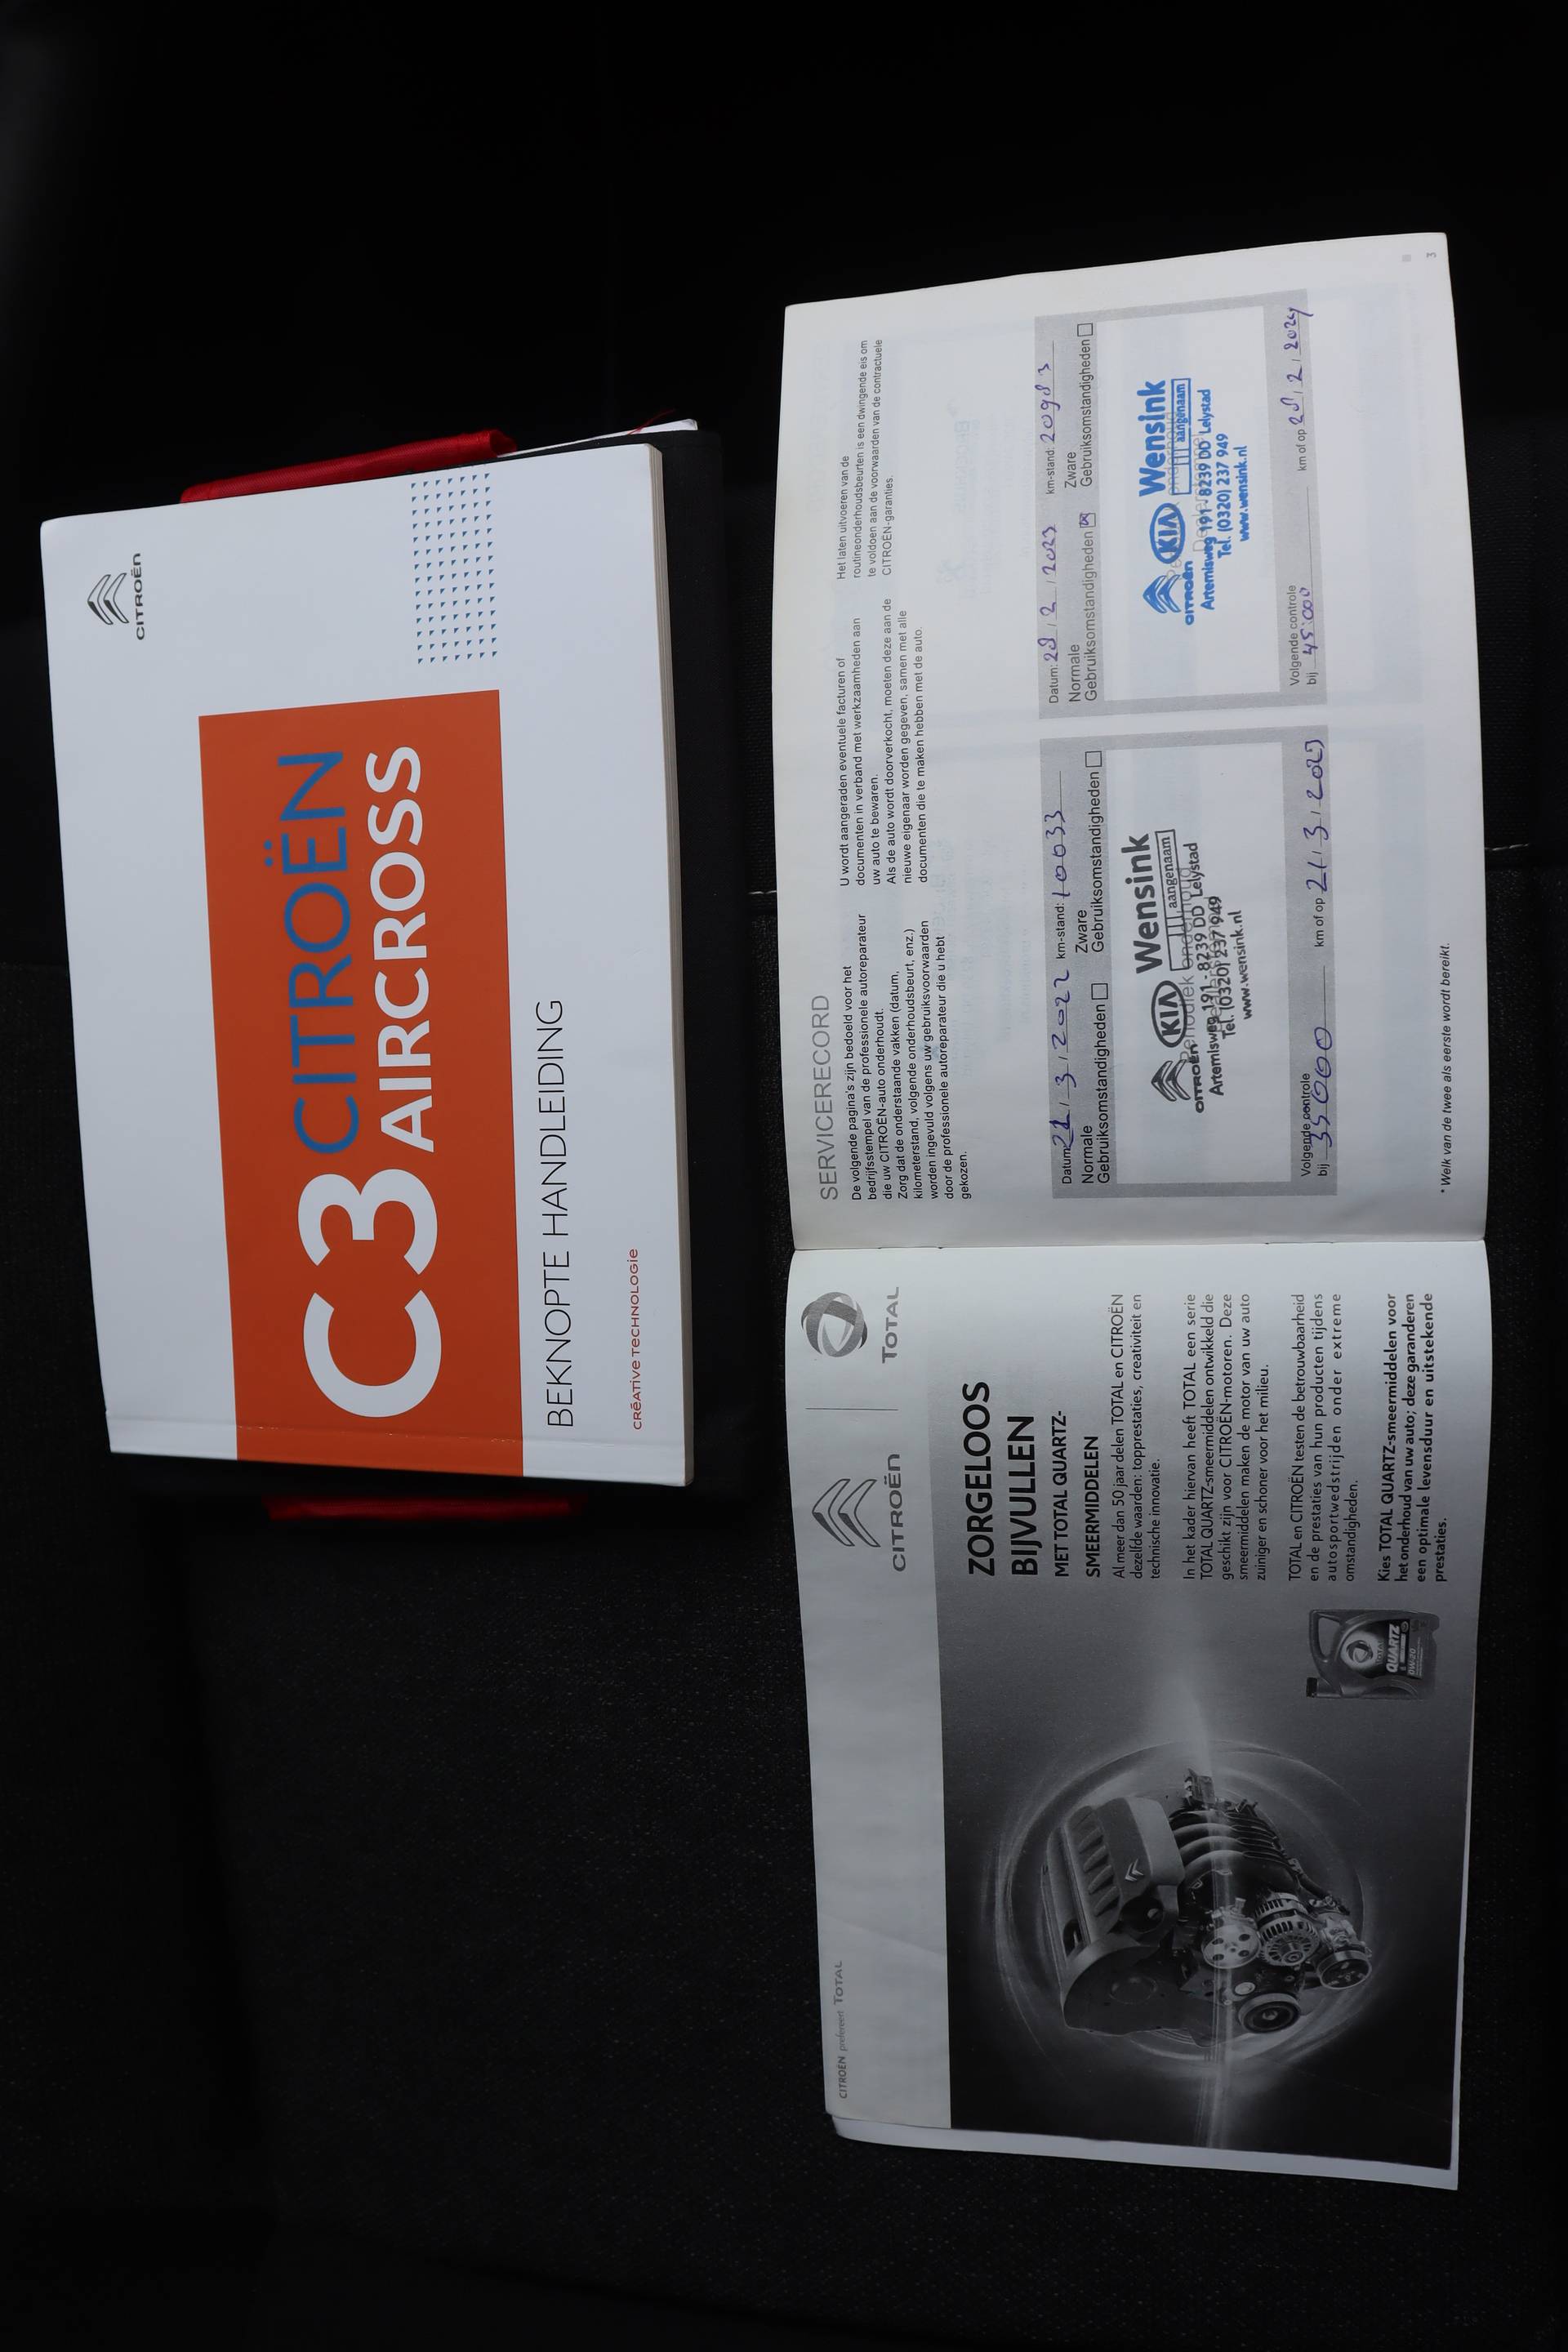 CITROËN
C3 CITROËN
AIRCROSS
BEKNOPTE HANDLEIDING
CRÉATIVE TECHNOLOGIE
CITROËN prefereert TOTAL
CITROËN
TOTAL
ZORGELOOS
BIJVULLEN
MET TOTAL QUARTZ-
SMEERMIDDELEN
Al meer dan 50 jaar delen TOTAL en CITROËN
dezelfde waarden: topprestaties, creativiteit en
technische innovatie.
In het kader hiervan heeft TOTAL een serie
TOTAL QUARTZ-smeermiddelen ontwikkeld die
geschikt zijn voor CITROËN-motoren. Deze
smeermiddelen maken de motor van uw auto
zuiniger en schoner voor het milieu.
TOTAL en CITROËN testen de betrouwbaarheid
en de prestaties van hun producten tijdens
autosportwedstrijden onder extreme
omstandigheden.
Kies TOTAL QUARTZ-smeermiddelen voor
het onderhoud van uw auto; deze garanderen
een optimale levensduur en uitstekende
prestaties.
TOTAL
QUARTZ
0W-20
SERVICERECORD
De volgende pagina's zijn bedoeld voor het
bedrijfsstempel van de professionele autoreparateur
die uw CITROËN-auto onderhoudt.
Zorg dat de onderstaande vakken (datum,
kilometerstand, volgende onderhoudsbeurt, enz.)
worden ingevuld volgens uw gebruiksvoorwaarden
door de professionele autoreparateur die u hebt
gekozen.
U wordt aangeraden eventuele facturen of
documenten in verband met werkzaamheden aan
uw auto te bewaren.
Als de auto wordt doorverkocht, moeten deze aan de
nieuwe eigenaar worden gegeven, samen met alle
documenten die te maken hebben met de auto.
Het laten uitvoeren van de
routineonderhoudsbeurten is een dwingende eis om
te voldoen aan de voorwaarden van de contractuele
CITROËN-garanties.
Datum: 21/3/2022 km-stand: 10033
Normale
Gebruiksomstandigheden
Zware
Gebruiksomstandigheden
Periodiek onderhoud
CITROËN KIA Wensink
aangenaam
Artemisweg 191 - 8239 DD Lelystad
Tel. (0320) 237 949
www.wensink.nl
Volgende controle
bij 35000 km of op 21/3/2023
Datum: 28/2/2023 km-stand: 20983
Normale
Gebruiksomstandigheden
Zware
Gebruiksomstandigheden
CITROËN KIA Wensink
aangenaam
Artemisweg 191 - 8239 DD Lelystad
Tel. (0320) 237 949
www.wensink.nl
Volgende controle
bij 45.000 km of op 28/2/2024
* Welk van de twee als eerste wordt bereikt.
3